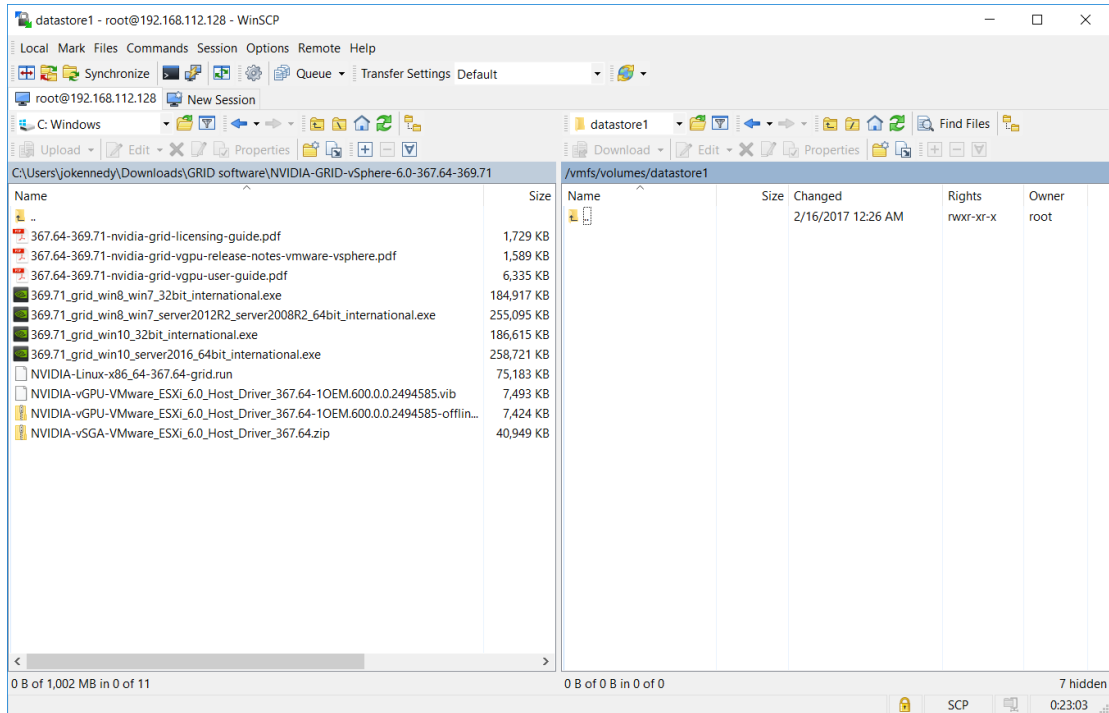 datastore1 - root@192.168.112.128 - WinSCP
Local Mark Files Commands Session Options Remote Help
Synchronize Queue Transfer Settings Default
root@192.168.112.128 New Session
C: Windows datastore1 Find Files
Upload Edit Properties Download Edit Properties
C:\Users\jokennedy\Downloads\GRID software\NVIDIA-GRID-vSphere-6.0-367.64-369.71 /vmfs/volumes/datastore1
Name Size Name Size Changed Rights Owner
.. .. 2/16/2017 12:26 AM rwxr-xr-x root
367.64-369.71-nvidia-grid-licensing-guide.pdf 1,729 KB
367.64-369.71-nvidia-grid-vgpu-release-notes-vmware-vsphere.pdf 1,589 KB
367.64-369.71-nvidia-grid-vgpu-user-guide.pdf 6,335 KB
369.71_grid_win8_win7_32bit_international.exe 184,917 KB
369.71_grid_win8_win7_server2012R2_server2008R2_64bit_international.exe 255,095 KB
369.71_grid_win10_32bit_international.exe 186,615 KB
369.71_grid_win10_server2016_64bit_international.exe 258,721 KB
NVIDIA-Linux-x86_64-367.64-grid.run 75,183 KB
NVIDIA-vGPU-VMware_ESXi_6.0_Host_Driver_367.64-1OEM.600.0.0.2494585.vib 7,493 KB
NVIDIA-vGPU-VMware_ESXi_6.0_Host_Driver_367.64-1OEM.600.0.0.2494585-offlin... 7,424 KB
NVIDIA-vSGA-VMware_ESXi_6.0_Host_Driver_367.64.zip 40,949 KB
0 B of 1,002 MB in 0 of 11 0 B of 0 B in 0 of 0 7 hidden
SCP 0:23:03